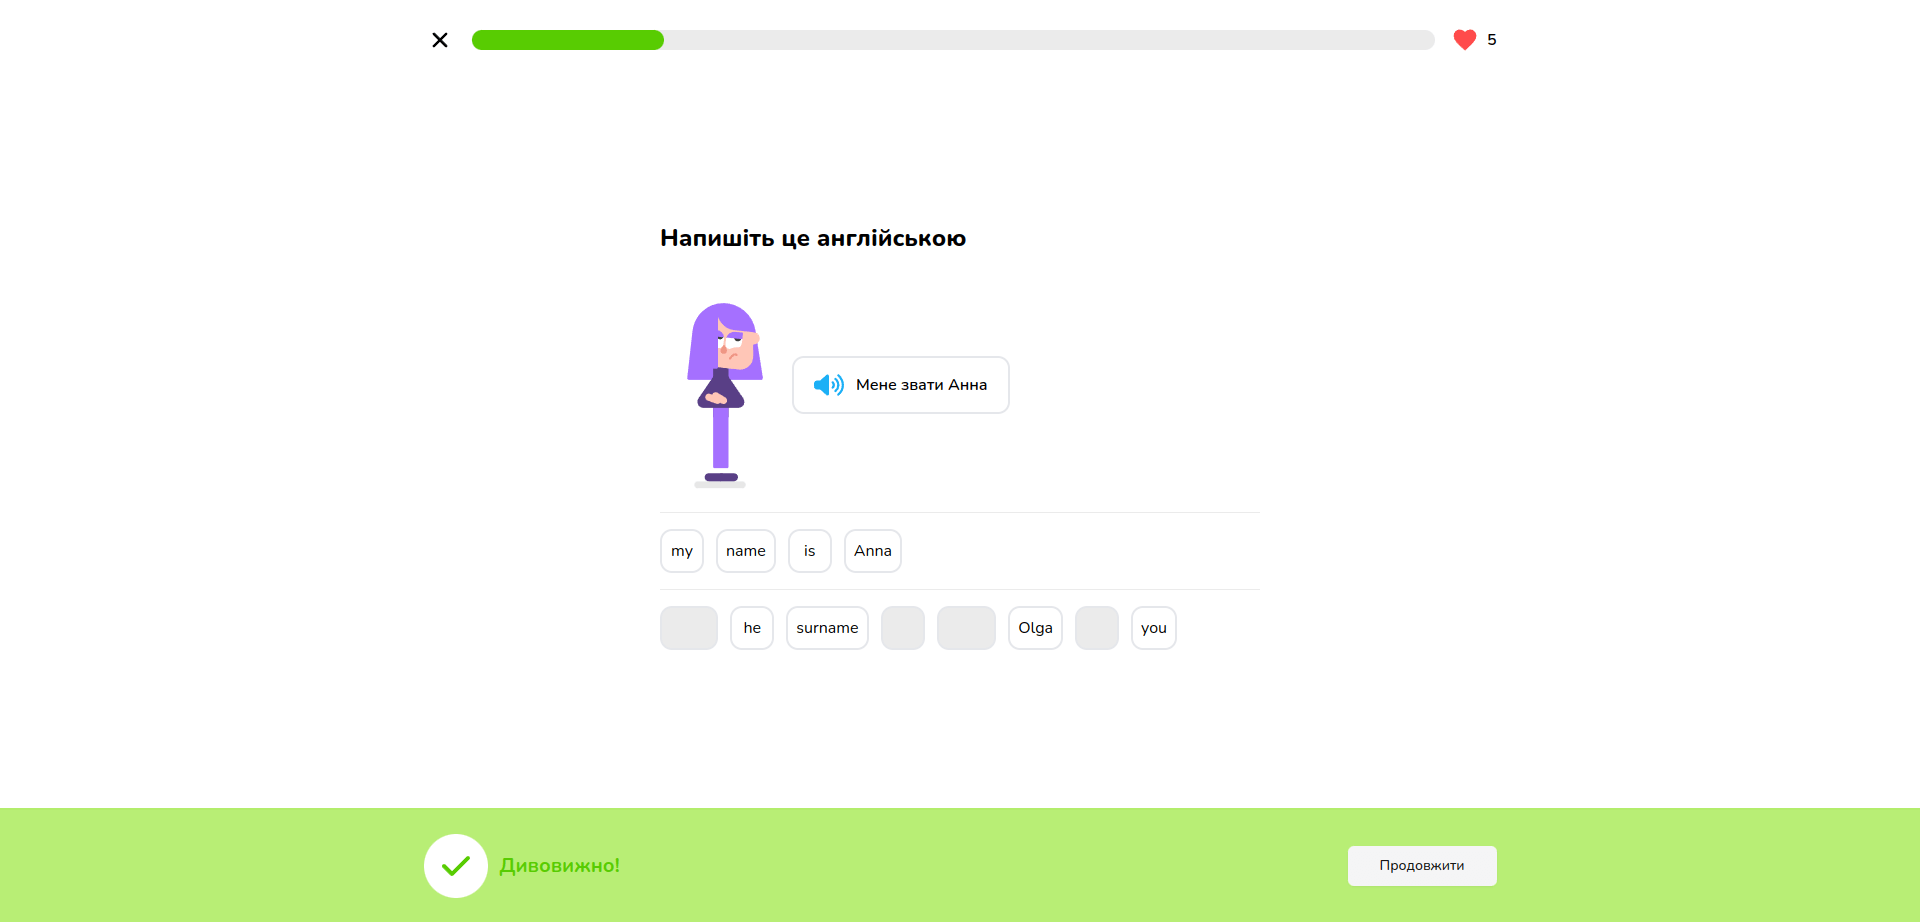 5
Напишіть це англійською
Мене звати Анна
my name is Anna
he surname Olga you
Дивовижно!
Продовжити